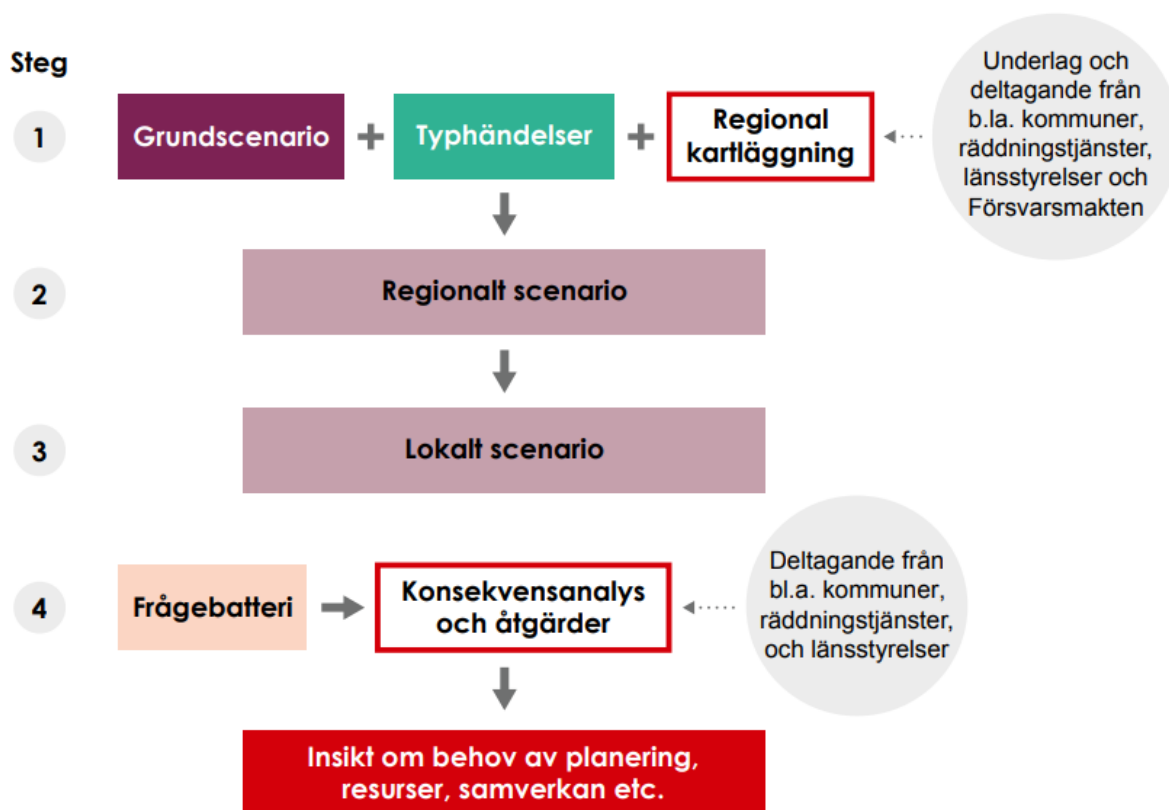 Steg
1
Grundscenario
Typhändelser
Regional
kartläggning
Underlag och
deltagande från
b.la. kommuner,
räddningstjänster,
länsstyrelser och
Försvarsmakten
2
Regionalt scenario
3
Lokalt scenario
4
Frågebatteri
Konsekvensanalys
och åtgärder
Deltagande från
bl.a. kommuner,
räddningstjänster,
och länsstyrelser
Insikt om behov av planering,
resurser, samverkan etc.